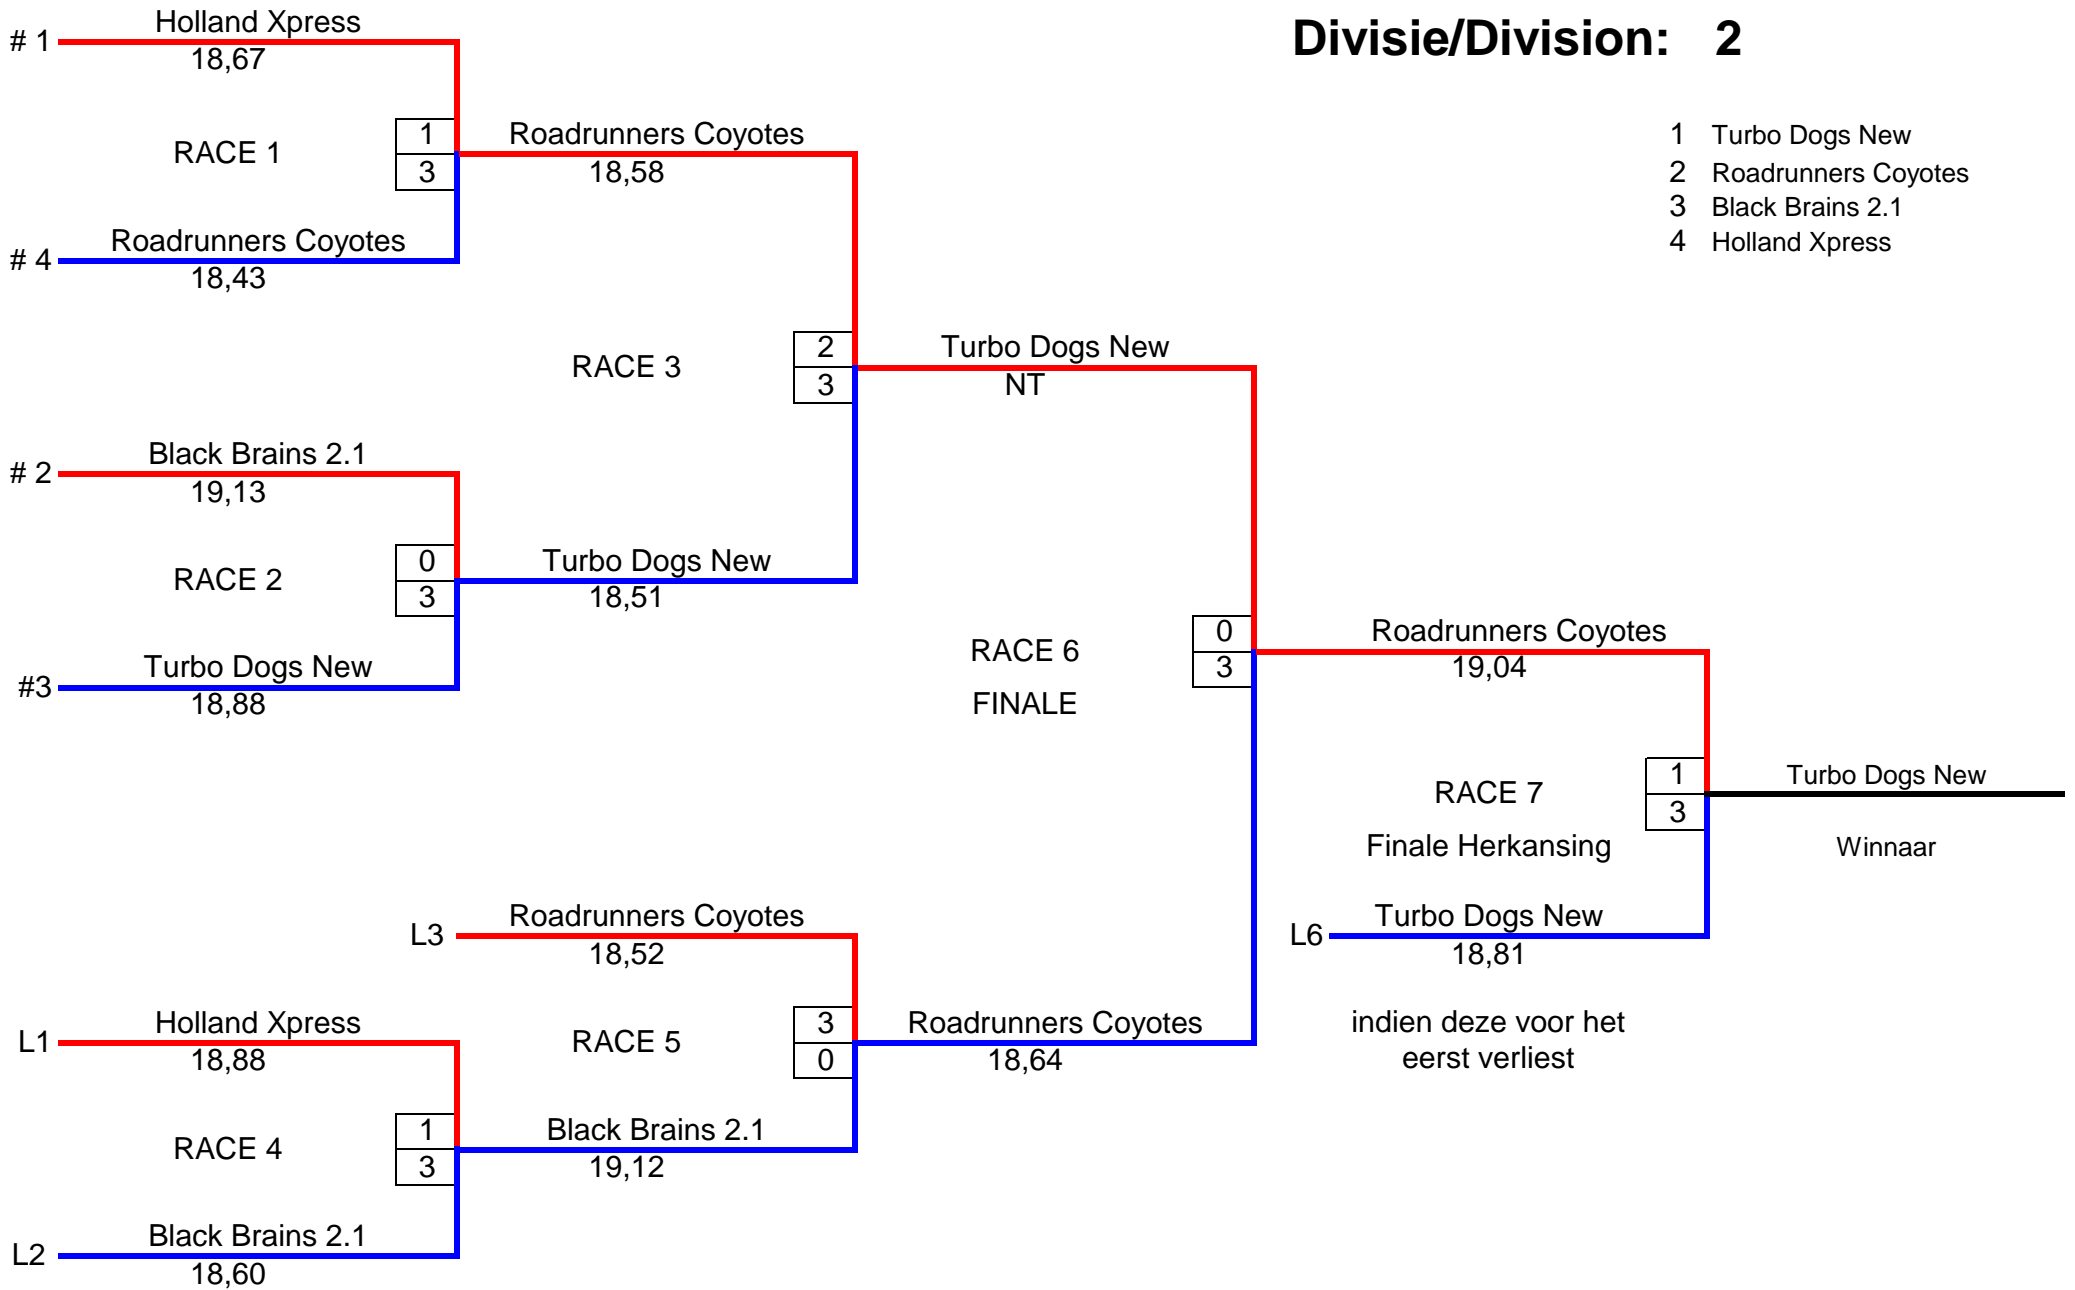 Divisie/Division: 2
1 Turbo Dogs New
2 Roadrunners Coyotes
3 Black Brains 2.1
4 Holland Xpress
# 1
Holland Xpress
18,67
RACE 1
1
3
# 4
Roadrunners Coyotes
18,43
Roadrunners Coyotes
18,58
RACE 3
2
3
# 2
Black Brains 2.1
19,13
RACE 2
0
3
#3
Turbo Dogs New
18,88
Turbo Dogs New
18,51
Turbo Dogs New
NT
RACE 6
FINALE
0
3
Roadrunners Coyotes
19,04
RACE 7
Finale Herkansing
1
3
Turbo Dogs New
Winnaar
L6
Turbo Dogs New
18,81
indien deze voor het
eerst verliest
L3
Roadrunners Coyotes
18,52
RACE 5
3
0
Roadrunners Coyotes
18,64
L1
Holland Xpress
18,88
RACE 4
1
3
Black Brains 2.1
19,12
L2
Black Brains 2.1
18,60